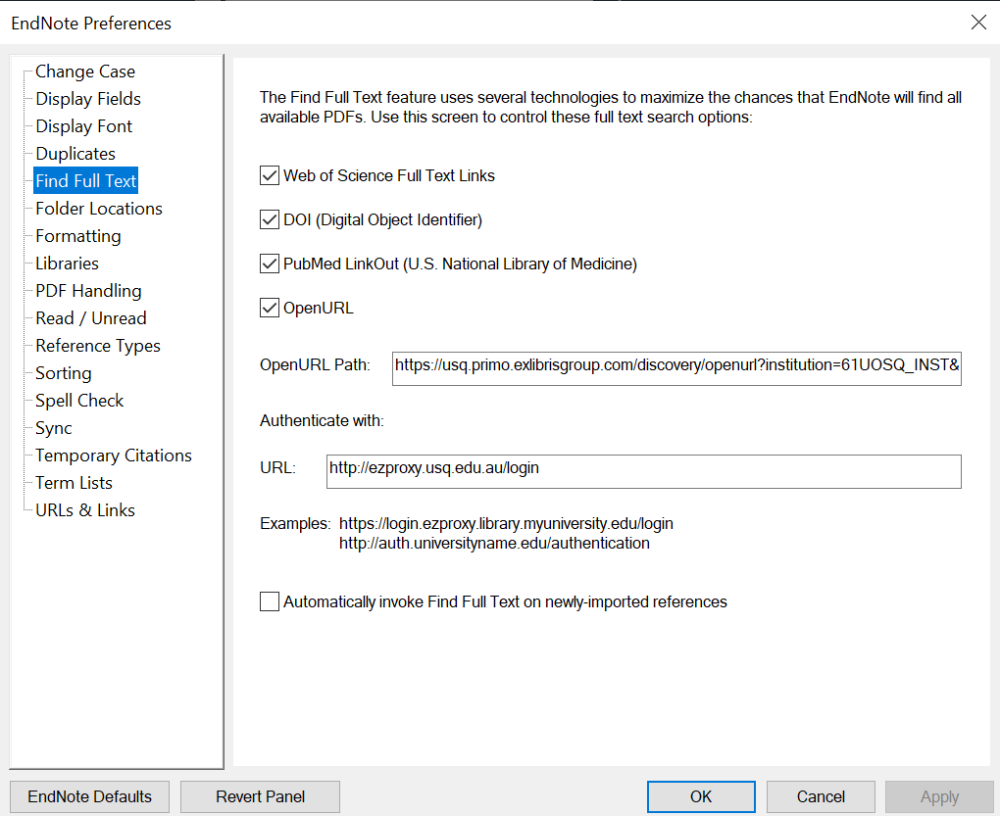 EndNote Preferences
Change Case
Display Fields
Display Font
Duplicates
Find Full Text
Folder Locations
Formatting
Libraries
PDF Handling
Read / Unread
Reference Types
Sorting
Spell Check
Sync
Temporary Citations
Term Lists
URLs & Links
The Find Full Text feature uses several technologies to maximize the chances that EndNote will find all
available PDFs. Use this screen to control these full text search options:
Web of Science Full Text Links
DOI (Digital Object Identifier)
PubMed LinkOut (U.S. National Library of Medicine)
OpenURL
OpenURL Path: https://usq.primo.exlibrisgroup.com/discovery/openurl?institution=61UOSQ_INST&
Authenticate with:
URL: http://ezproxy.usq.edu.au/login
Examples: https://login.ezproxy.library.myuniversity.edu/login
http://auth.universityname.edu/authentication
Automatically invoke Find Full Text on newly-imported references
EndNote Defaults Revert Panel OK Cancel Apply